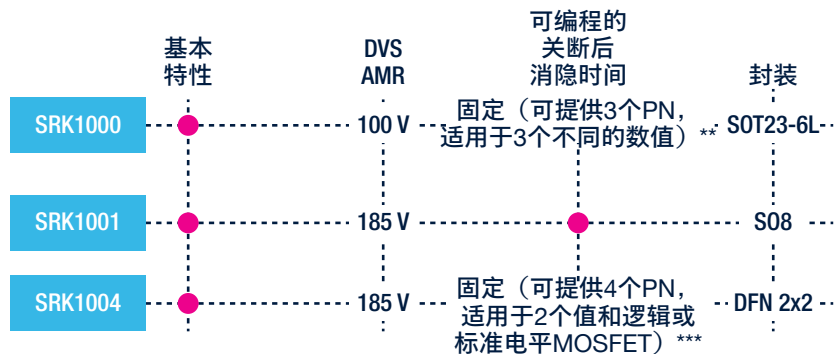 基本
特性
DVS
AMR
可编程的
关断后
消隐时间
封装
SRK1000
100 V
固定（可提供3个PN，
适用于3个不同的数值）**
SOT23-6L
SRK1001
185 V
SO8
SRK1004
185 V
固定（可提供4个PN，
适用于2个值和逻辑或
标准电平MOSFET）***
DFN 2x2